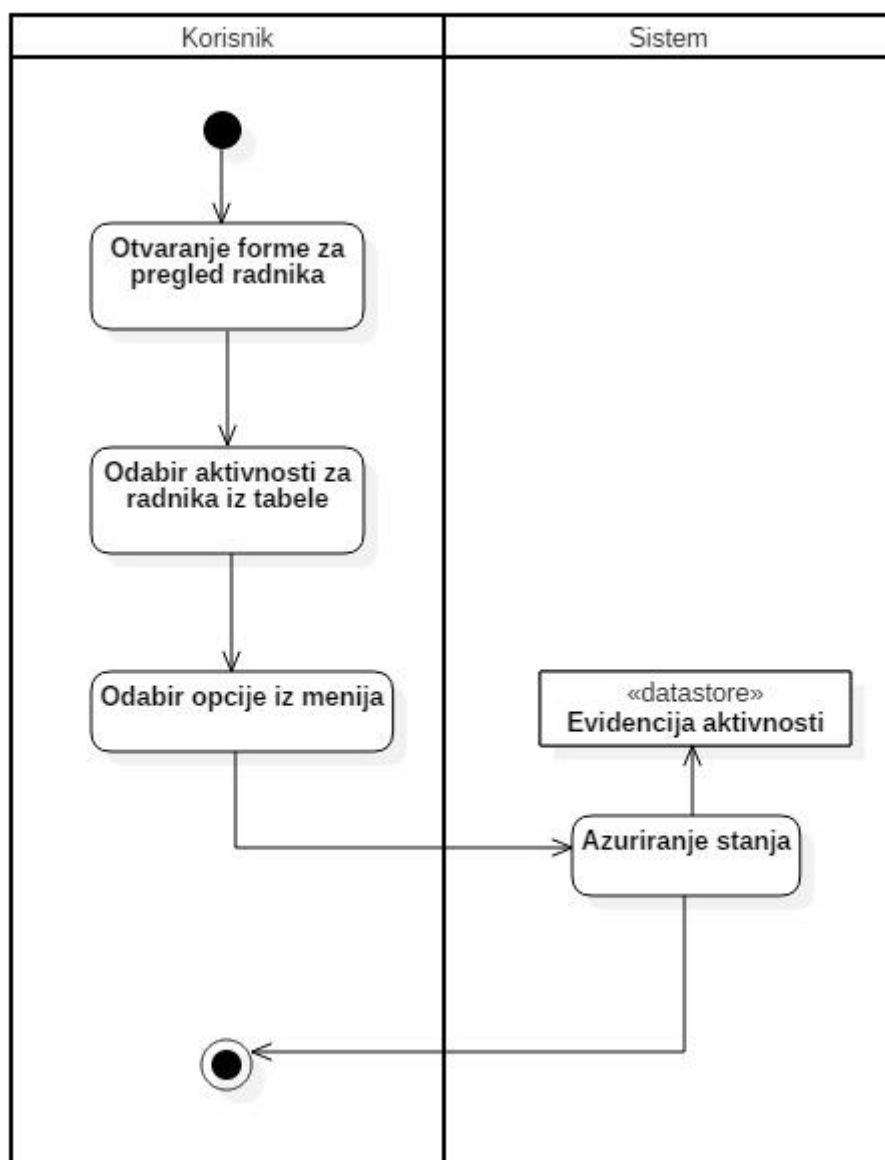 Korisnik
Sistem
Otvaranje forme za
pregled radnika
Odabir aktivnosti za
radnika iz tabele
Odabir opcije iz menija
«datastore»
Evidencija aktivnosti
Azuriranje stanja